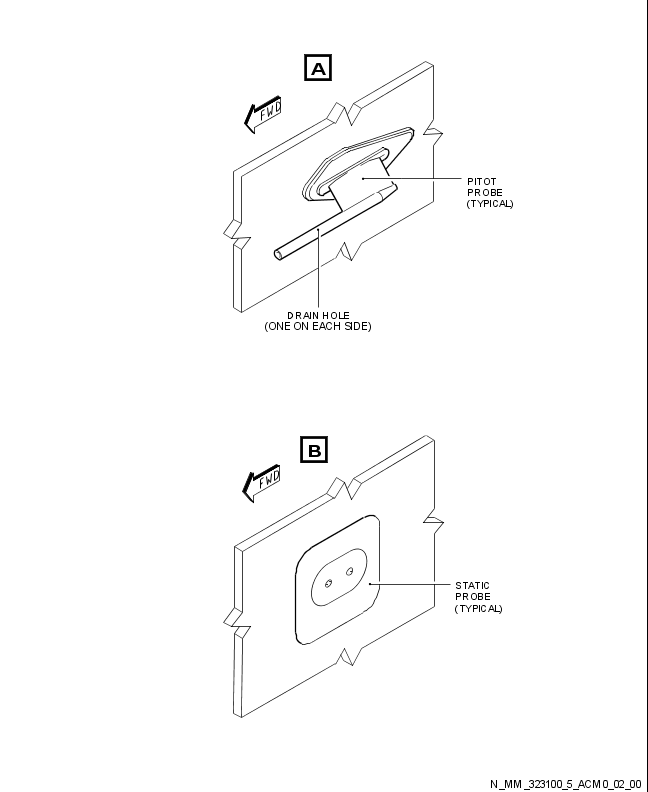 A
FWD
PITOT
PROBE
(TYPICAL)
DRAIN HOLE
(ONE ON EACH SIDE)
B
FWD
STATIC
PROBE
(TYPICAL)
N_MM_323100_5_ACM0_02_00